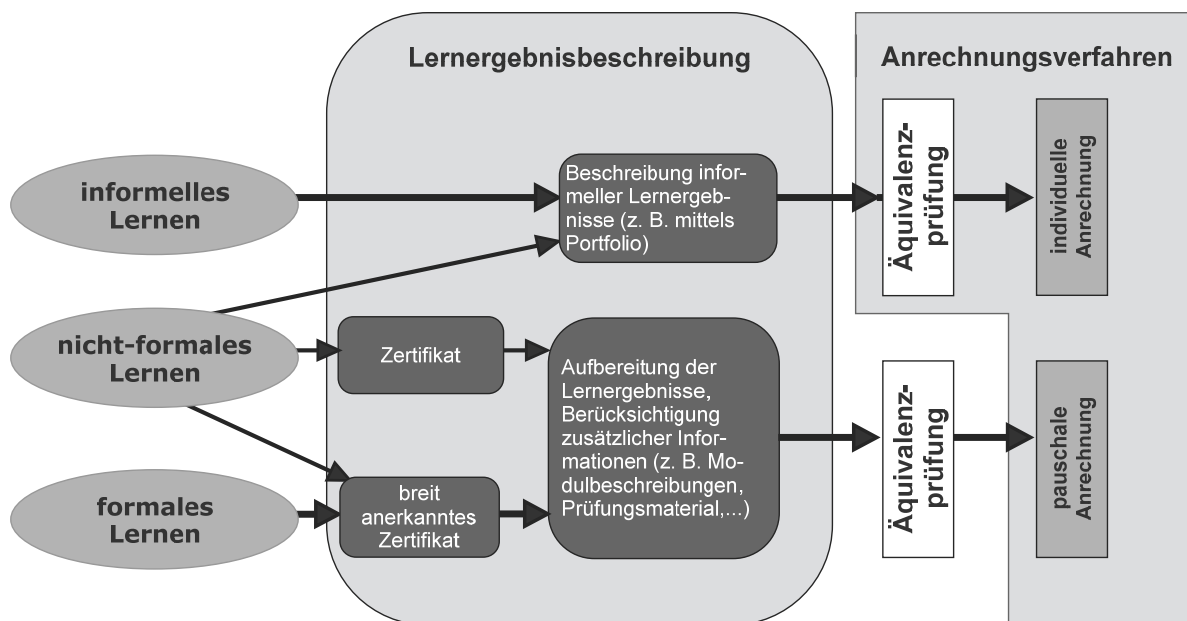 Lernergebnisbeschreibung
Anrechnungsverfahren
informelles
Lernen
Beschreibung infor-
meller Lernergeb-
nisse (z. B. mittels
Portfolio)
Äquivalenz-
prüfung
individuelle
Anrechnung
nicht-formales
Lernen
Zertifikat
Aufbereitung der
Lernergebnisse,
Berücksichtigung
zusätzlicher Infor-
mationen (z. B. Mo-
dulbeschreibungen,
Prüfungsmaterial,...)
Äquivalenz-
prüfung
pauschale
Anrechnung
formales
Lernen
breit
anerkanntes
Zertifikat